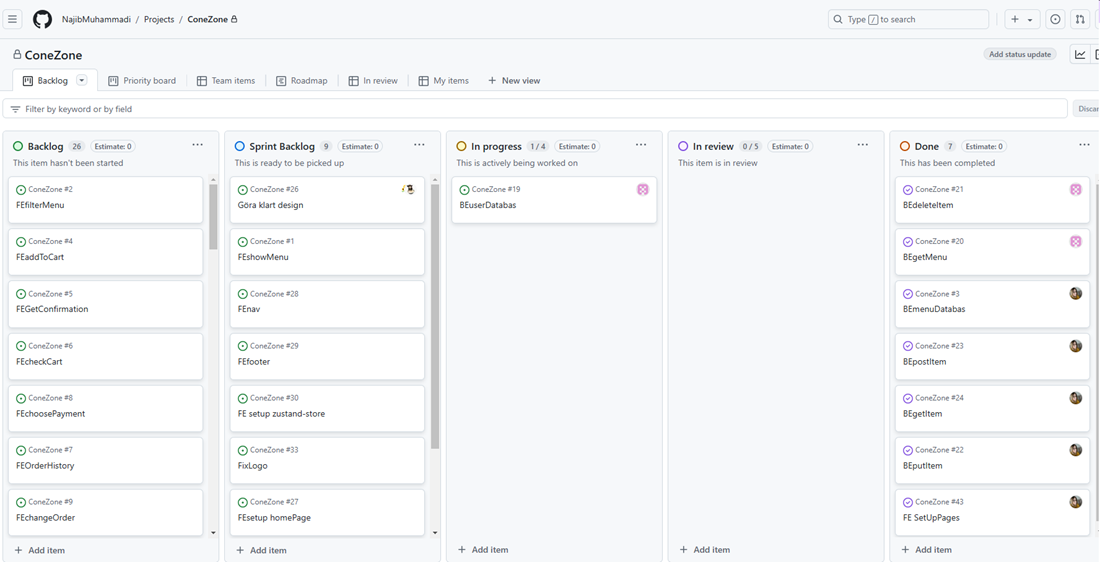 NajibMuhammadi / Projects / ConeZone
Type / to search
ConeZone
Add status update
Backlog
Priority board
Team items
Roadmap
In review
My items
New view
Filter by keyword or by field
Discar
Backlog 26 Estimate: 0
This item hasn't been started
ConeZone #2
FEfilterMenu
ConeZone #4
FEaddToCart
ConeZone #5
FEGetConfirmation
ConeZone #6
FEcheckCart
ConeZone #8
FEchoosePayment
ConeZone #7
FEOrderHistory
ConeZone #9
FEchangeOrder
Add item
Sprint Backlog 9 Estimate: 0
This is ready to be picked up
ConeZone #26
Göra klart design
ConeZone #1
FEshowMenu
ConeZone #28
FEnav
ConeZone #29
FEfooter
ConeZone #30
FE setup zustand-store
ConeZone #33
FixLogo
ConeZone #27
FEsetup homePage
Add item
In progress 1 / 4 Estimate: 0
This is actively being worked on
ConeZone #19
BEuserDatabas
Add item
In review 0 / 5 Estimate: 0
This item is in review
Add item
Done 7 Estimate: 0
This has been completed
ConeZone #21
BEdeleteItem
ConeZone #20
BEgetMenu
ConeZone #3
BEmenuDatabas
ConeZone #23
BEpostItem
ConeZone #24
BEgetItem
ConeZone #22
BEputItem
ConeZone #43
FE SetUpPages
Add item